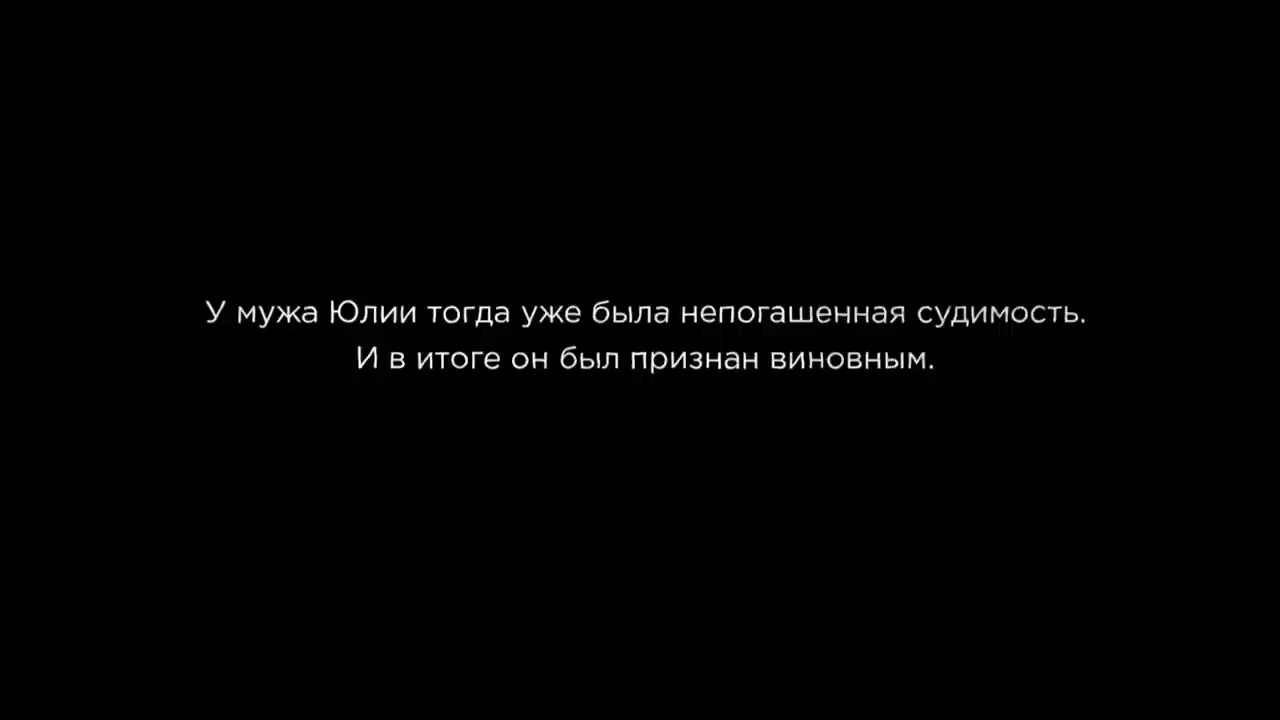 У мужа Юлии тогда уже была непогашенная судимость.
И в итоге он был признан виновным.